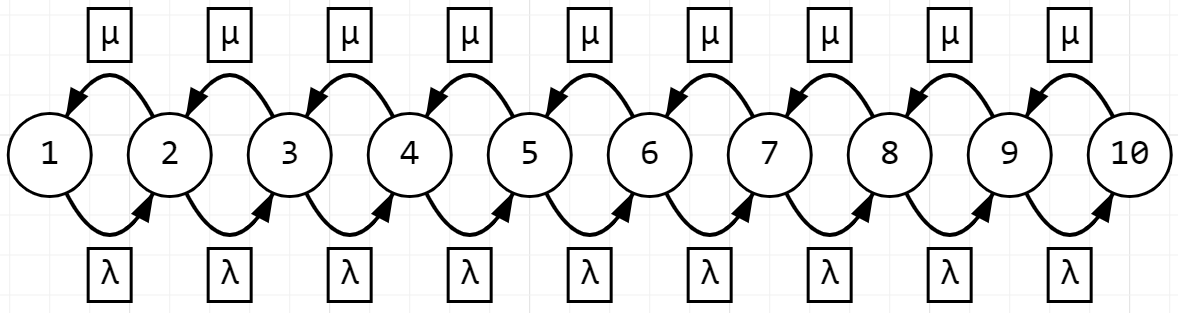 μ μ μ μ μ μ μ μ μ
1 2 3 4 5 6 7 8 9 10
λ λ λ λ λ λ λ λ λ